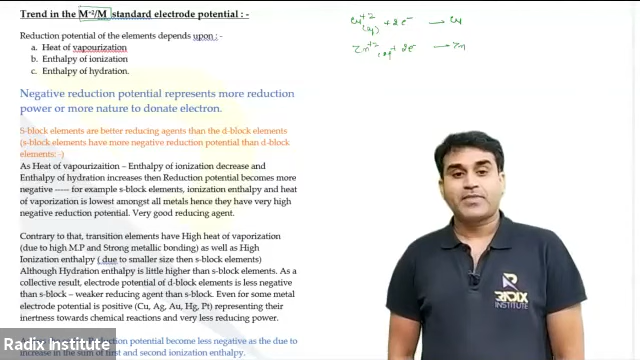 Trend in the M+2/M standard electrode potential : -
Reduction potential of the elements depends upon : -
a. Heat of vapourization
b. Enthalpy of ionization
c. Enthalpy of hydration.
Negative reduction potential represents more reduction
power or more nature to donate electron.
S-block elements are better reducing agents than the d-block elements
(s-block elements have more negative reduction potential than d-block
elements: -)
As Heat of vapourizaition – Enthalpy of ionization decrease and
Enthalpy of hydration increases then Reduction potential becomes more
negative ----- for example s-block elements, ionization enthalpy and heat
of vaporization is lowest amongst all metals hence they have very high
negative reduction potential. Very good reducing agent.
Contrary to that, transition elements have High heat of vaporization
(due to high M.P and Strong metallic bonding) as well as High
Ionization enthalpy ( due to smaller size then s-block elements)
Although Hydration enthalpy is little higher than s-block elements. As a
collective result, electrode potential of d-block elements is less negative
than s-block – weaker reducing agent than s-block. Even for some metal
electrode potential is positive (Cu, Ag, Au, Hg, Pt) representing their
inertness towards chemical reactions and very less reducing power.
Reduction potential become less negative as the due to
increase in the sum of first and second ionization enthalpy.
Cu+2(aq) + 2e- → Cu
Zn+2(aq) + 2e- → Zn
RADIX
INSTITUTE
Radix Institute